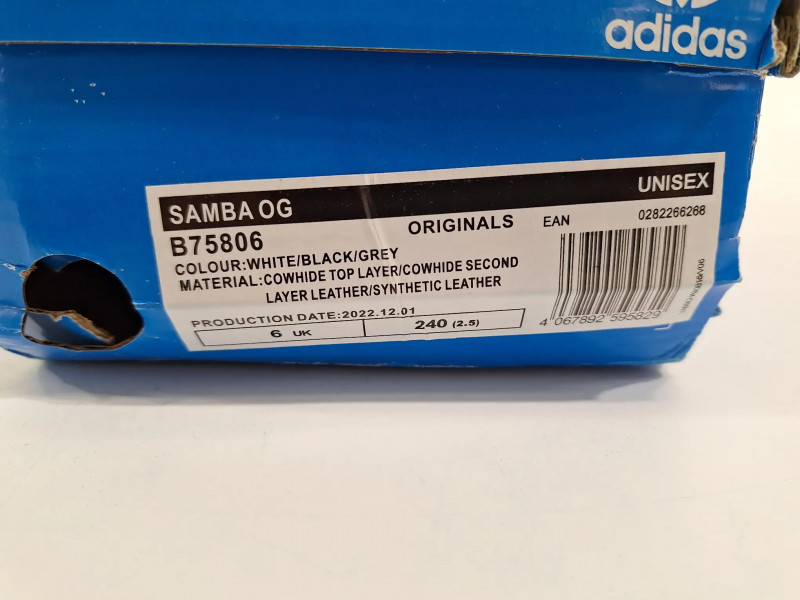 adidas
SAMBA OG UNISEX
B75806 ORIGINALS EAN 0282266268
COLOUR:WHITE/BLACK/GREY
MATERIAL:COWHIDE TOP LAYER/COWHIDE SECOND
LAYER LEATHER/SYNTHETIC LEATHER
PRODUCTION DATE:2022.12.01
6 UK 240 (2.5)
4 067892 595829